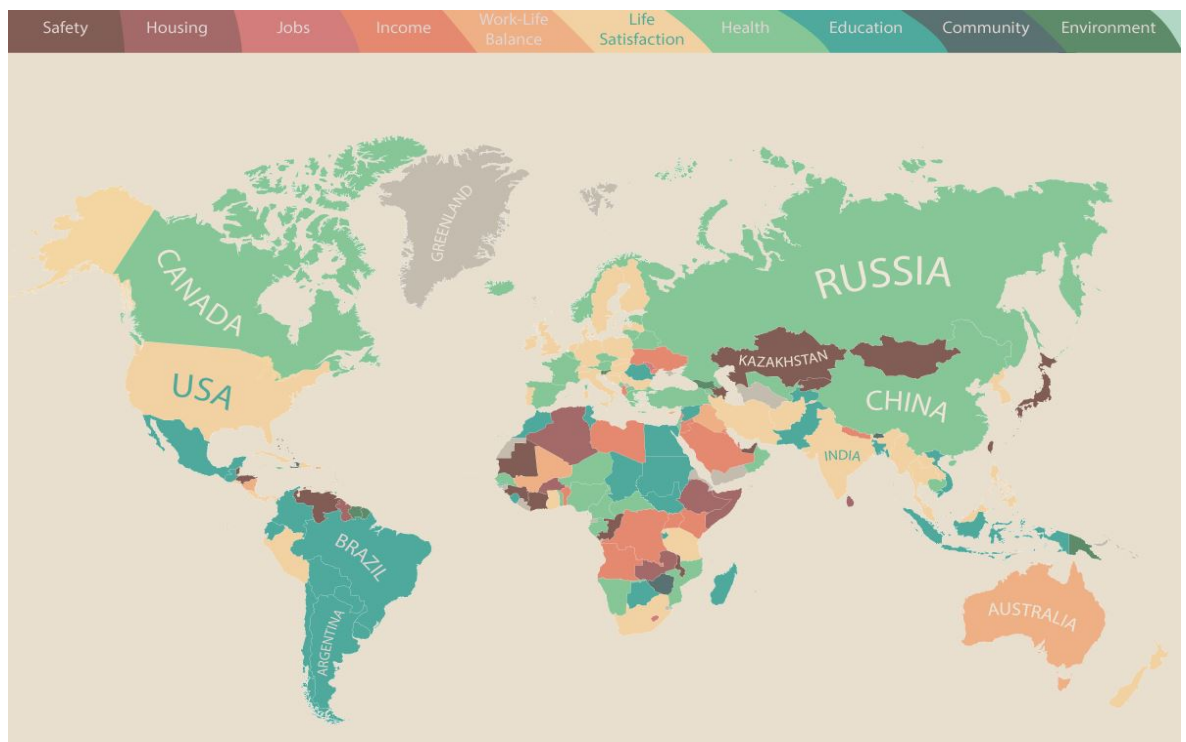 Safety
Housing
Jobs
Income
Work-Life
Balance
Life
Satisfaction
Health
Education
Community
Environment
GREENLAND
CANADA
RUSSIA
KAZAKHSTAN
USA
CHINA
INDIA
BRAZIL
AUSTRALIA
ARGENTINA